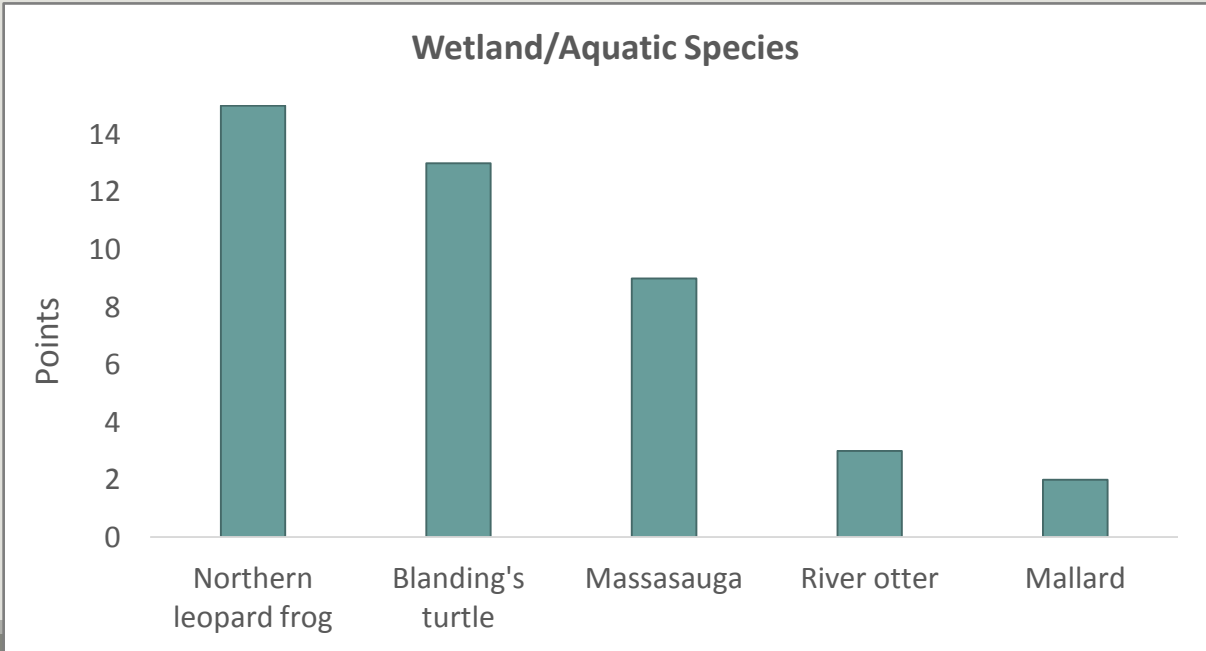 Wetland/Aquatic Species
14
12
10
8
6
4
2
0
Points
Northern
leopard frog
Blanding's
turtle
Massasauga
River otter
Mallard